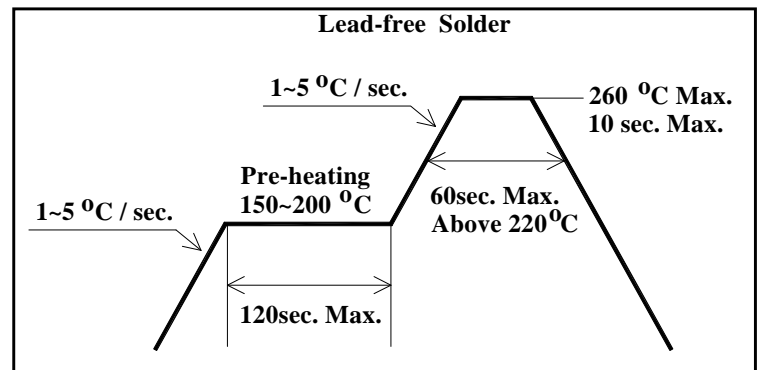 Lead-free Solder
1~5 °C / sec.
260 °C Max.
10 sec. Max.
Pre-heating
150~200 °C
60sec. Max.
Above 220°C
1~5 °C / sec.
120sec. Max.